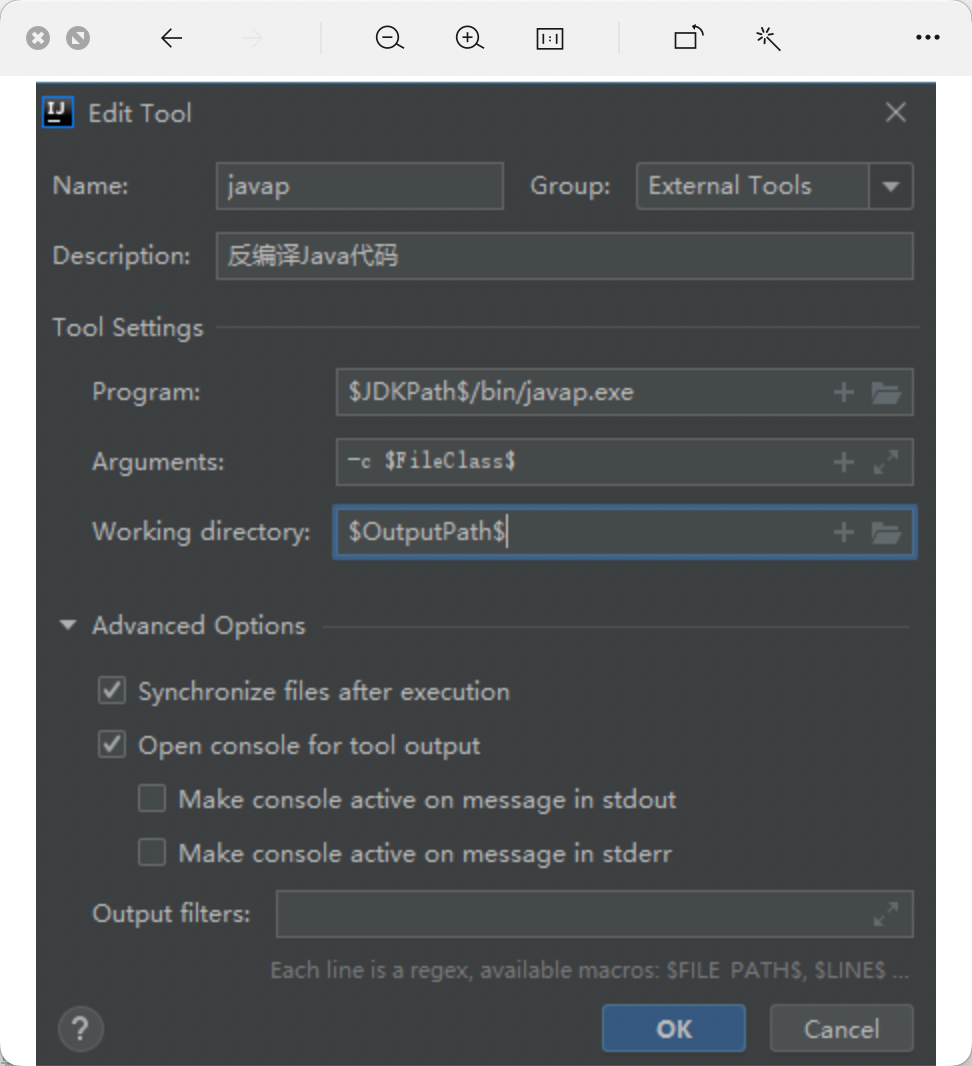 Edit Tool
Name: javap Group: External Tools
Description: 反编译Java代码
Tool Settings
Program: $JDKPath$/bin/javap.exe
Arguments: -c $FileClass$
Working directory: $OutputPath$
Advanced Options
Synchronize files after execution
Open console for tool output
Make console active on message in stdout
Make console active on message in stderr
Output filters:
Each line is a regex, available macros: $FILE_PATH$, $LINE$ ...
? OK Cancel